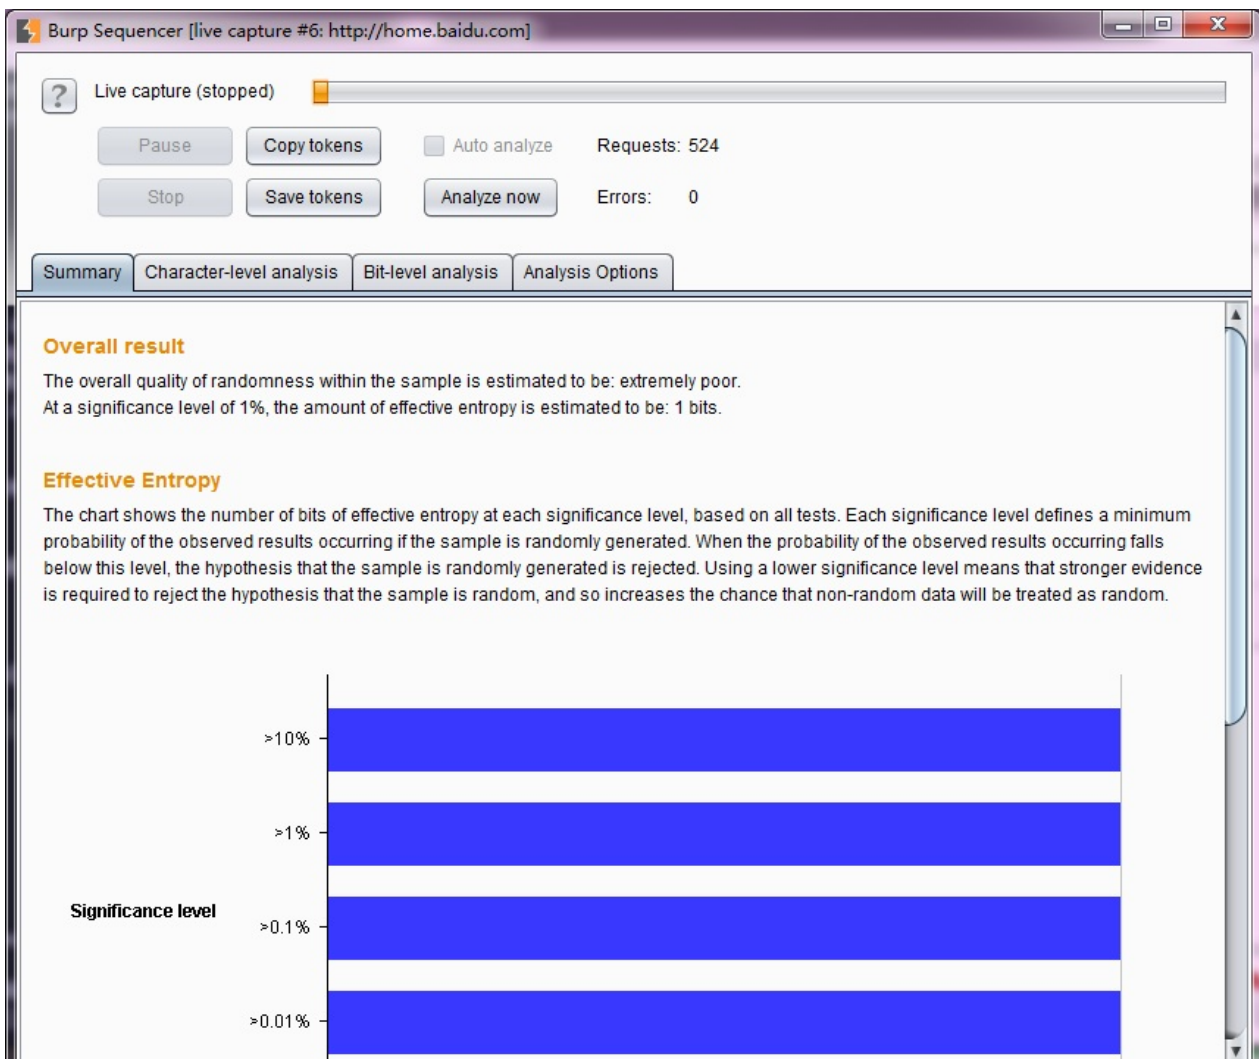 Burp Sequencer [live capture #6: http://home.baidu.com]
? Live capture (stopped)
Pause Copy tokens Auto analyze Requests: 524
Stop Save tokens Analyze now Errors: 0
Summary Character-level analysis Bit-level analysis Analysis Options
Overall result
The overall quality of randomness within the sample is estimated to be: extremely poor.
At a significance level of 1%, the amount of effective entropy is estimated to be: 1 bits.
Effective Entropy
The chart shows the number of bits of effective entropy at each significance level, based on all tests. Each significance level defines a minimum
probability of the observed results occurring if the sample is randomly generated. When the probability of the observed results occurring falls
below this level, the hypothesis that the sample is randomly generated is rejected. Using a lower significance level means that stronger evidence
is required to reject the hypothesis that the sample is random, and so increases the chance that non-random data will be treated as random.
>10%
>1%
Significance level
>0.1%
>0.01%